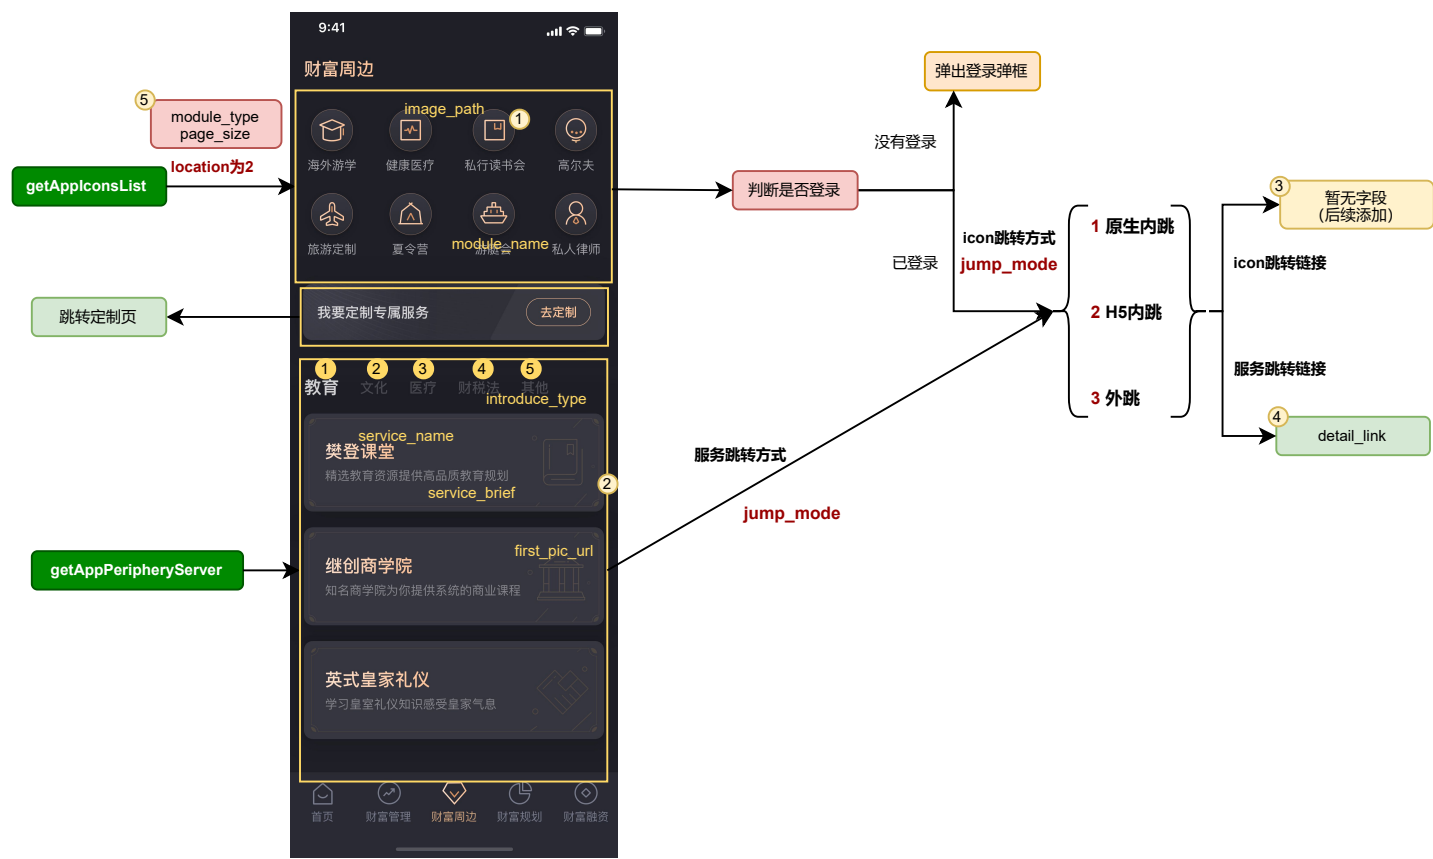 9:41
财富周边
5
module_type
page_size
location为2
getAppIconsList
image_path
1
海外游学
健康医疗
私行读书会
高尔夫
module_name
旅游定制
夏令营
游艇会
私人律师
跳转定制页
我要定制专属服务
去定制
1
2
3
4
5
教育
文化
医疗
财税法
其他
introduce_type
service_name
樊登课堂
精选教育资源提供高品质教育规划
service_brief
2
getAppPeripheryServer
first_pic_url
继创商学院
知名商学院为你提供系统的商业课程
英式皇家礼仪
学习皇室礼仪知识感受皇家气息
首页
财富管理
财富周边
财富规划
财富融资
弹出登录弹框
没有登录
判断是否登录
已登录
icon跳转方式
jump_mode
服务跳转方式
jump_mode
1 原生内跳
2 H5内跳
3 外跳
3
暂无字段
(后续添加)
icon跳转链接
服务跳转链接
4
detail_link